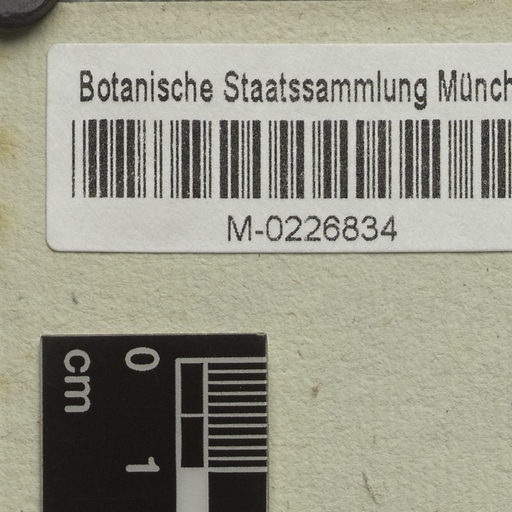 Botanische Staatssammlung Münch
M-0226834
cm
0
1